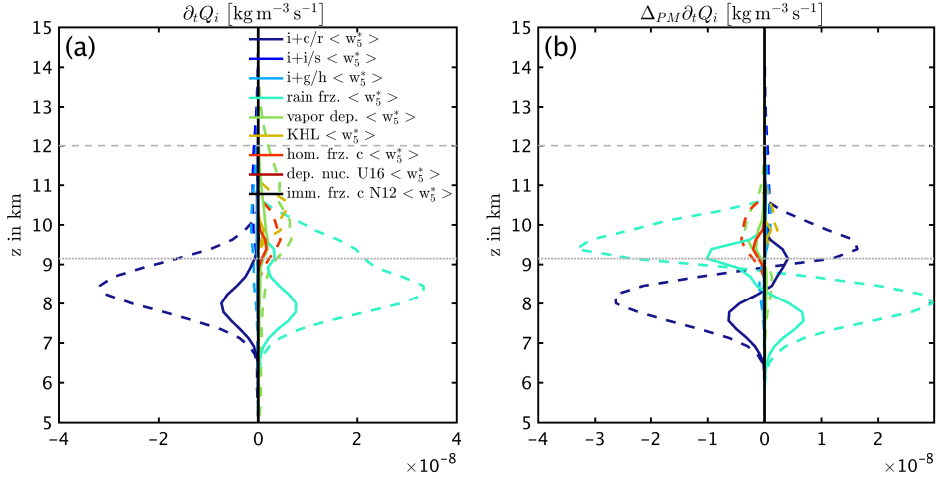 ∂ₜQᵢ [kg m⁻³ s⁻¹]
(a)
i+c/r < w₅* >
i+i/s < w₅* >
i+g/h < w₅* >
rain frz. < w₅* >
vapor dep. < w₅* >
KHL < w₅* >
hom. frz. c < w₅* >
dep. nuc. U16 < w₅* >
imm. frz. c N12 < w₅* >
15
14
13
12
11
10
9
8
7
6
5
z in km
−4
−2
0
2
4
×10⁻⁸
Δ_PM ∂ₜQᵢ [kg m⁻³ s⁻¹]
(b)
15
14
13
12
11
10
9
8
7
6
5
z in km
−4
−3
−2
−1
0
1
2
×10⁻⁸